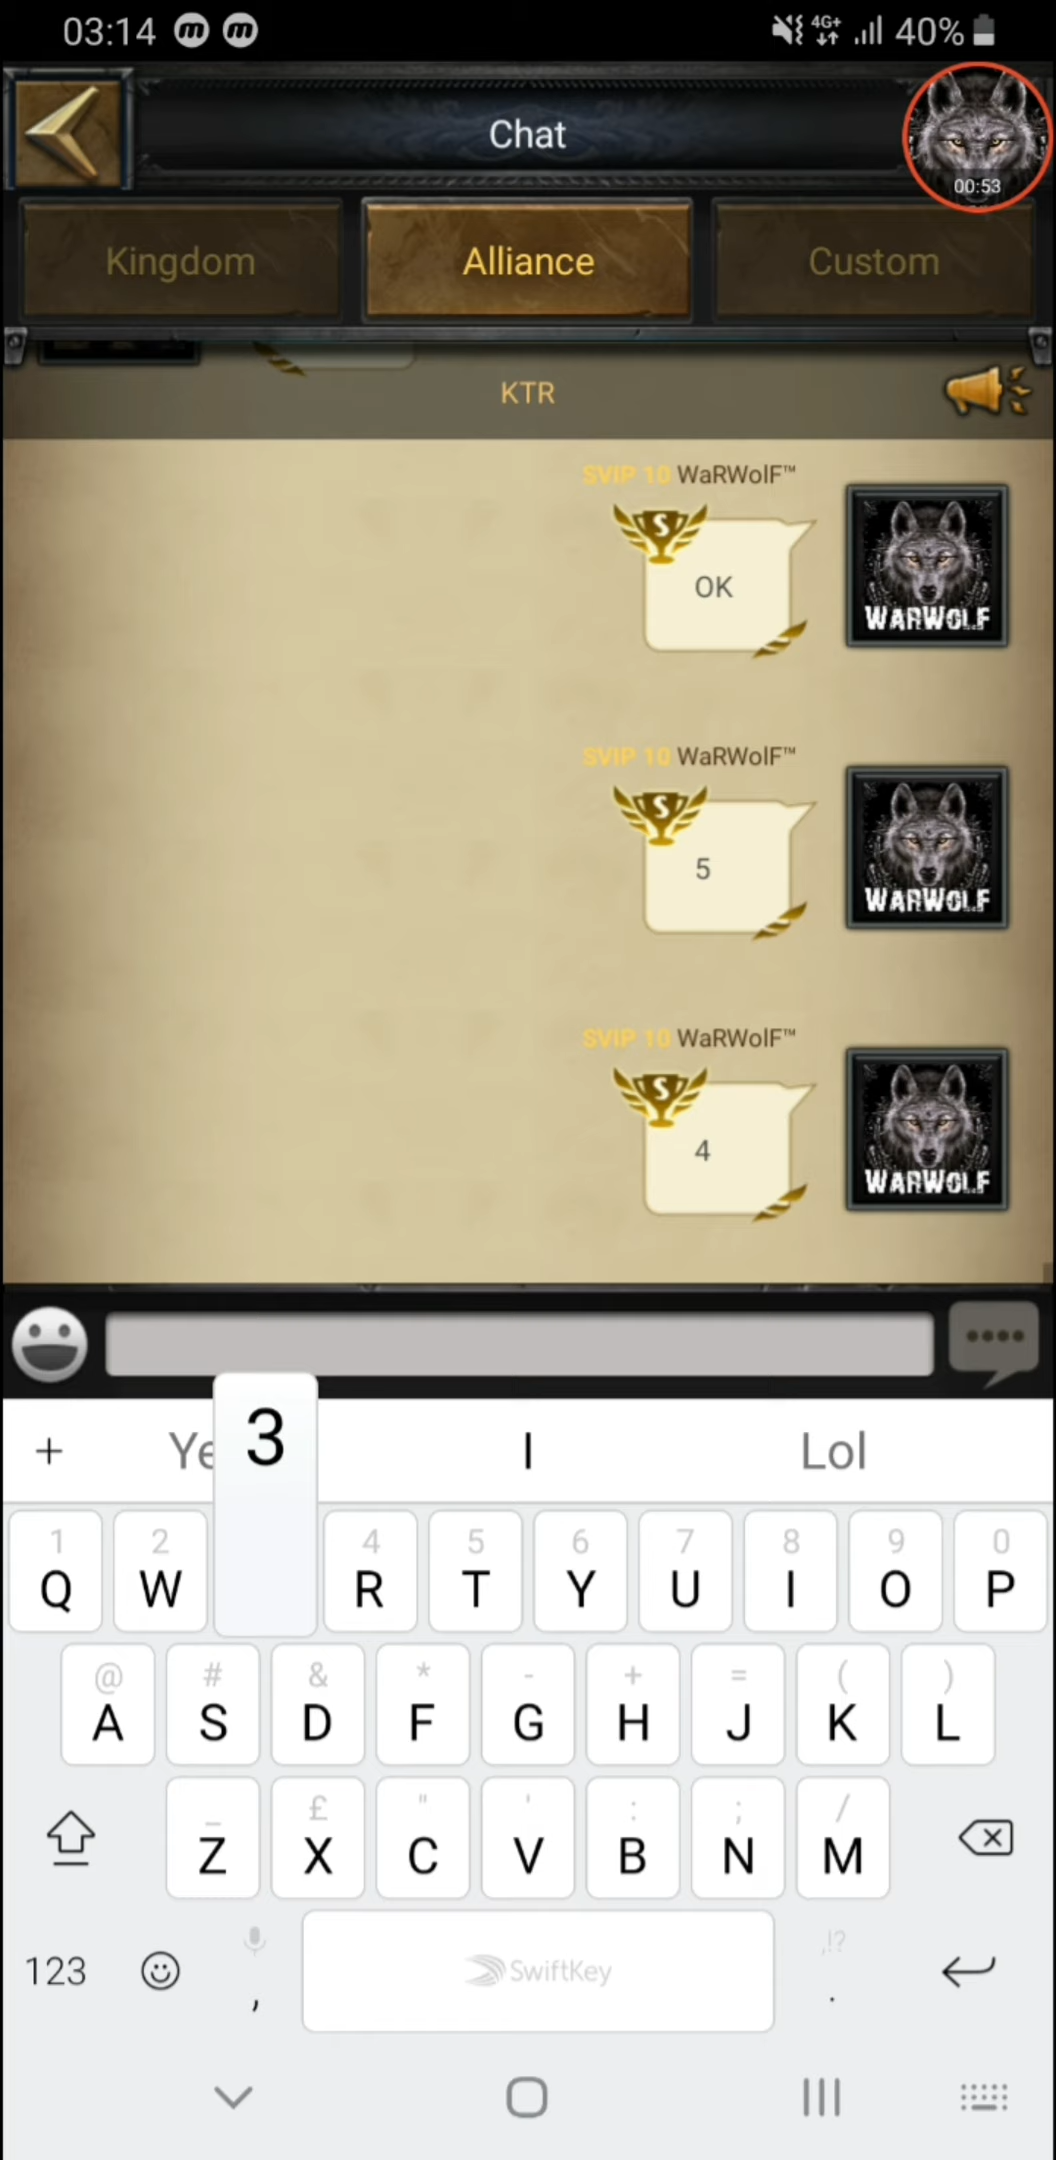 03:14
4G+
40%
Chat
00:53
Kingdom
Alliance
Custom
KTR
SVIP 10 WaRWolF™
S
OK
WARWOLF
SVIP 10 WaRWolF™
S
5
WARWOLF
SVIP 10 WaRWolF™
S
4
WARWOLF
+ Ye 3 I Lol
1 2 4 5 6 7 8 9 0
Q W R T Y U I O P
@ # & * - + = ( )
A S D F G H J K L
_ £ " ' : ; /
Z X C V B N M
123 , SwiftKey ,!? .